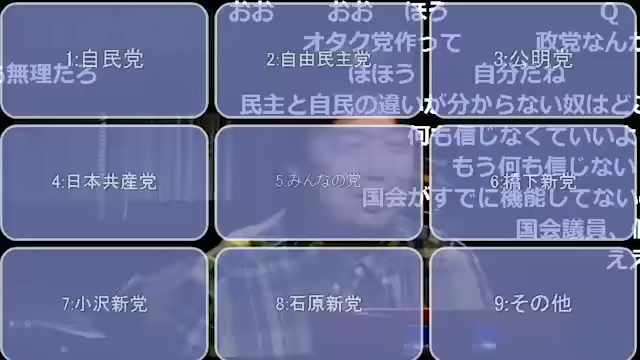 おお
おお
ほう
Q
オタク党作って
政党なんか
1:自民党
2:自由民主党
3:公明党
無理だろ
ほほう
自分だね
民主と自民の違いが分からない奴はど
何も信じなくていいよ
もう何も信じない
4:日本共産党
5.みんなの党
6:橋下新党
国会がすでに機能してない
国会議員、
ええ
7:小沢新党
8:石原新党
9:その他